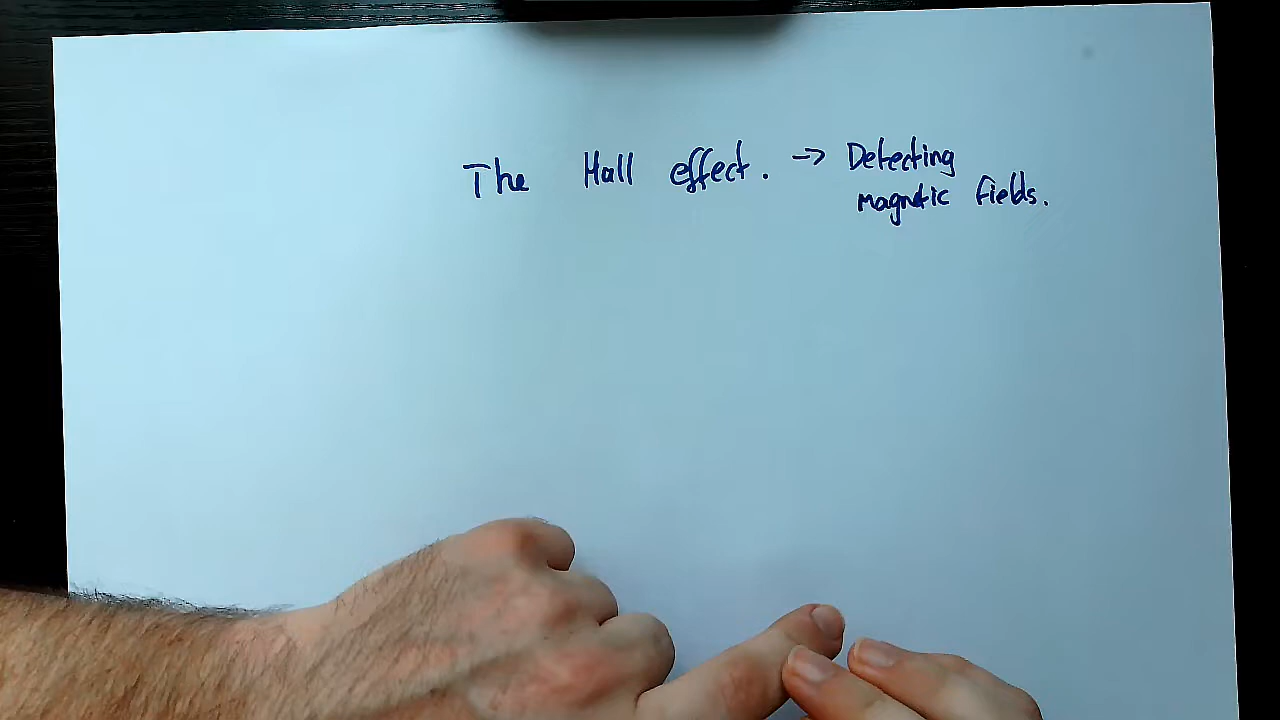 The Hall effect. → Detecting
magnetic fields.